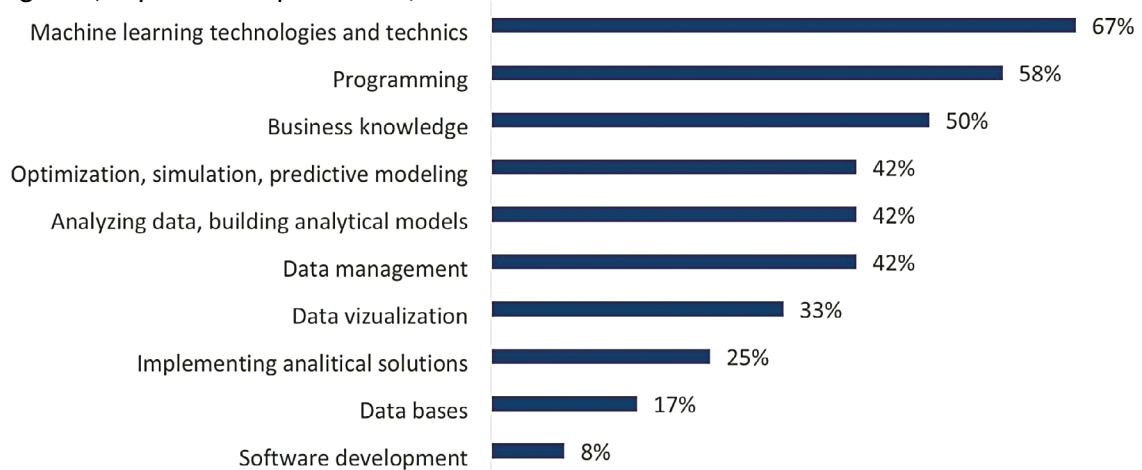 Machine learning technologies and technics 67%
Programming 58%
Business knowledge 50%
Optimization, simulation, predictive modeling 42%
Analyzing data, building analytical models 42%
Data management 42%
Data vizualization 33%
Implementing analitical solutions 25%
Data bases 17%
Software development 8%